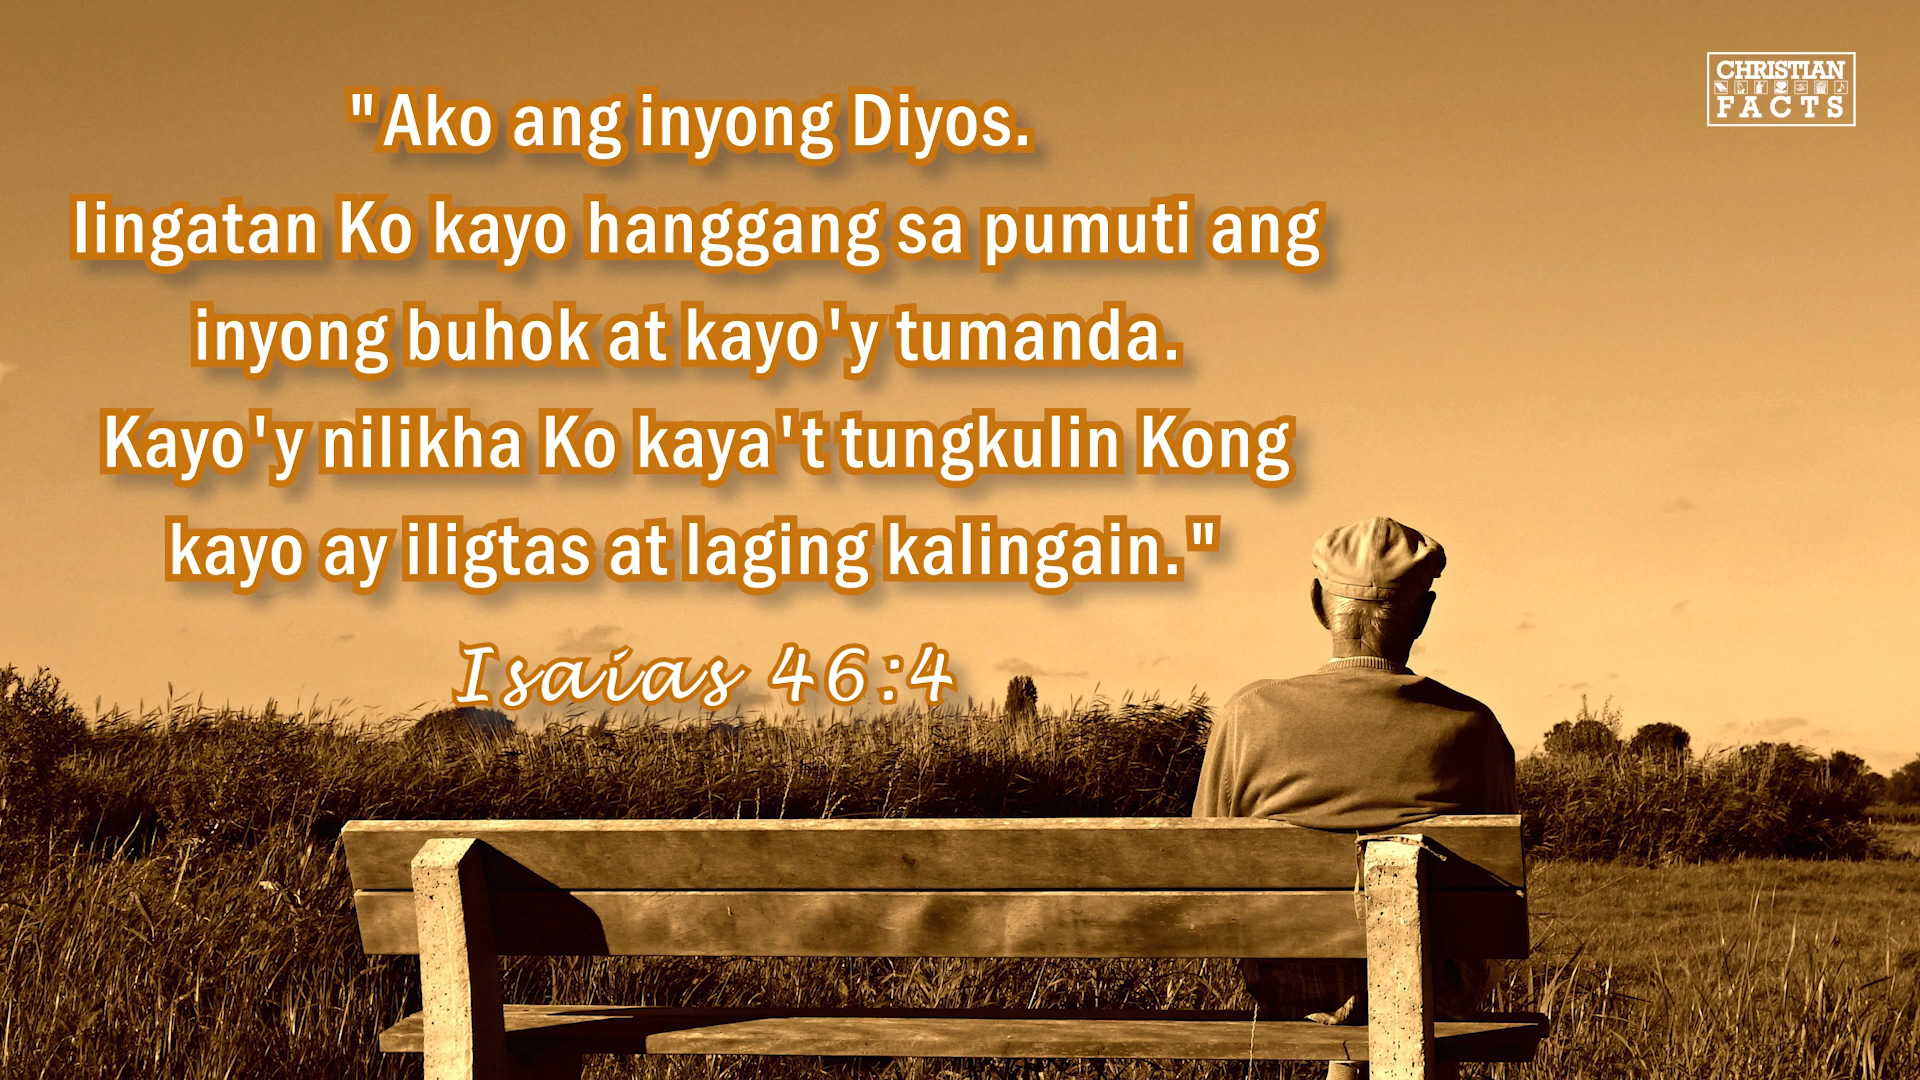 "Ako ang inyong Diyos.
Iingatan Ko kayo hanggang sa pumuti ang
inyong buhok at kayo'y tumanda.
Kayo'y nilikha Ko kaya't tungkulin Kong
kayo ay iligtas at laging kalingain."
Isaías 46:4
CHRISTIAN
FACTS